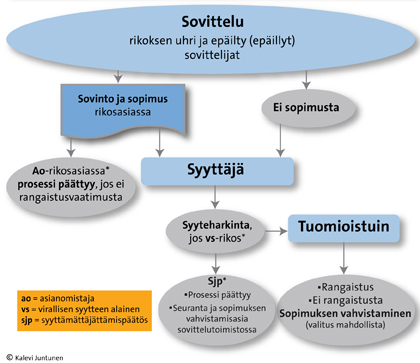 Sovittelu
rikoksen uhri ja epäilty (epäillyt)
sovittelijat
Sovinto ja sopimus
rikosasiassa
Ei sopimusta
Ao-rikosasiassa*
prosessi päättyy, jos ei
rangaistusvaatimusta
Syyttäjä
Syyteharkinta,
jos vs-rikos*
Tuomioistuin
Sjp*
•Prosessi päättyy
•Seuranta ja sopimuksen
vahvistamisasia
sovittelutoimistossa
•Rangaistus
•Ei rangaistusta
Sopimuksen vahvistaminen
(valitus mahdollista)
ao = asianomistaja
vs = virallisen syytteen alainen
sjp = syyttämättäjättämispäätös
© Kalevi Juntunen